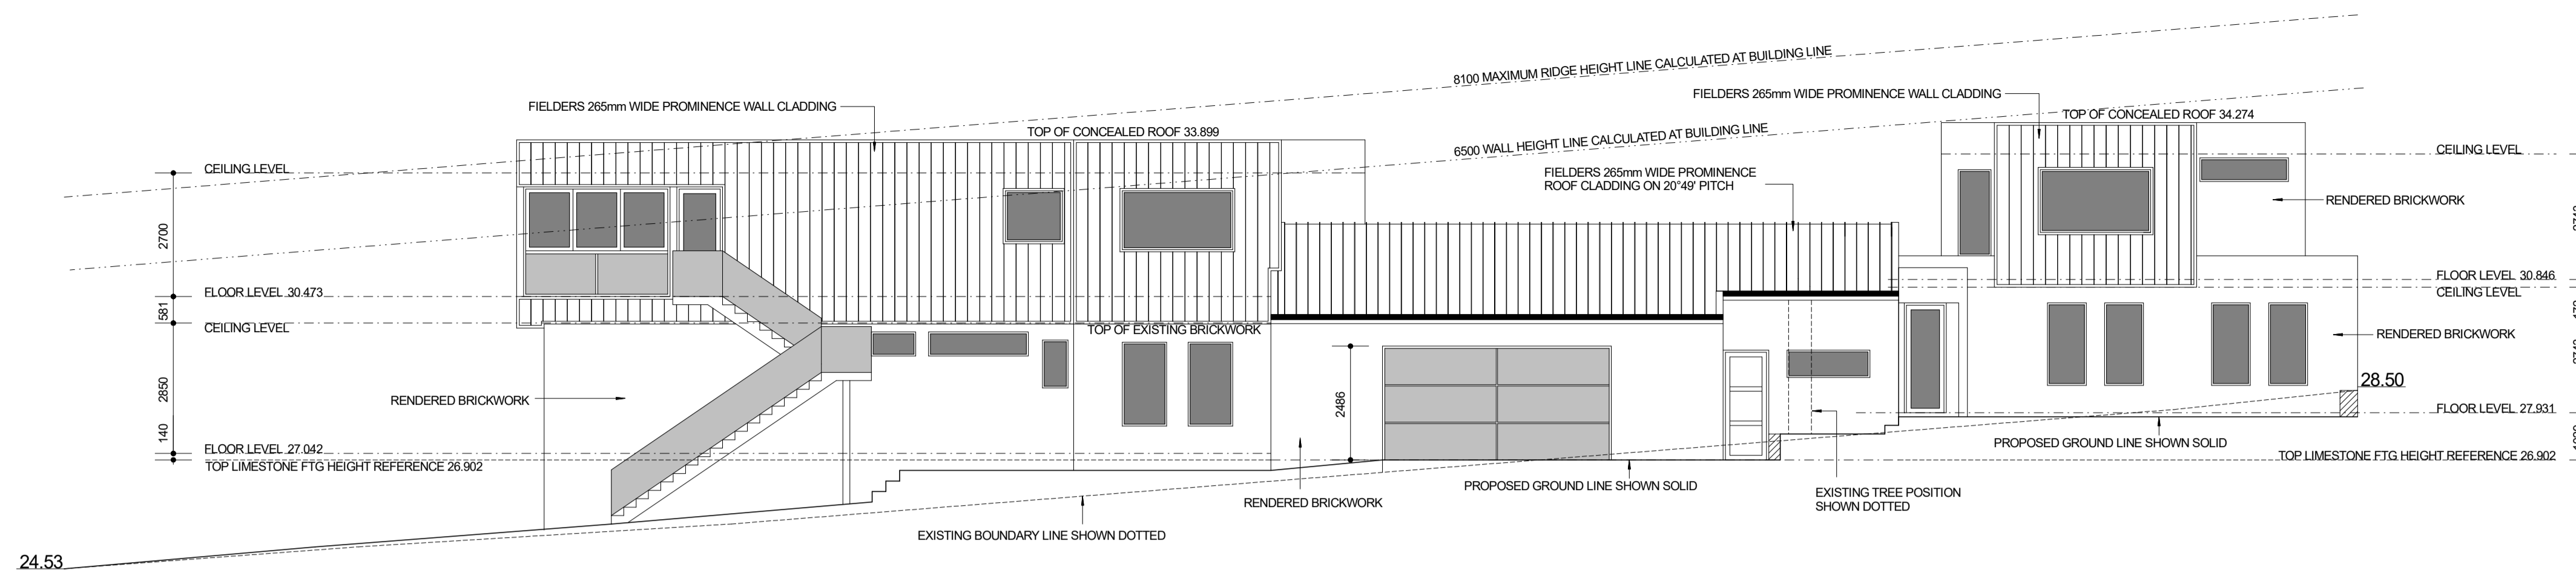 8100 MAXIMUM RIDGE HEIGHT LINE CALCULATED AT BUILDING LINE
FIELDERS 265mm WIDE PROMINENCE WALL CLADDING
FIELDERS 265mm WIDE PROMINENCE WALL CLADDING
TOP OF CONCEALED ROOF 33.899
TOP OF CONCEALED ROOF 34.274
6500 WALL HEIGHT LINE CALCULATED AT BUILDING LINE
CEILING LEVEL
CEILING LEVEL
FIELDERS 265mm WIDE PROMINENCE
ROOF CLADDING ON 20°49' PITCH
RENDERED BRICKWORK
2700
FLOOR LEVEL 30.846
FLOOR LEVEL 30.473
CEILING LEVEL
581
CEILING LEVEL
TOP OF EXISTING BRICKWORK
RENDERED BRICKWORK
28.50
2850
RENDERED BRICKWORK
2486
FLOOR LEVEL 27.931
140
PROPOSED GROUND LINE SHOWN SOLID
FLOOR LEVEL 27.042
TOP LIMESTONE FTG HEIGHT REFERENCE 26.902
TOP LIMESTONE FTG HEIGHT REFERENCE 26.902
PROPOSED GROUND LINE SHOWN SOLID
RENDERED BRICKWORK
EXISTING TREE POSITION
SHOWN DOTTED
EXISTING BOUNDARY LINE SHOWN DOTTED
24.53